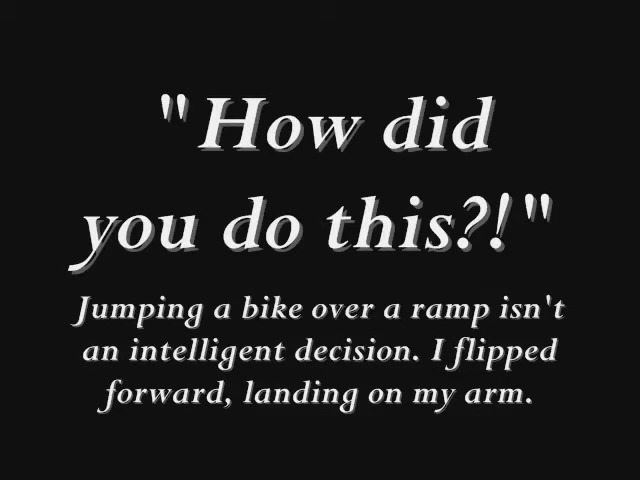 "How did
you do this?!"
Jumping a bike over a ramp isn't
an intelligent decision. I flipped
forward, landing on my arm.